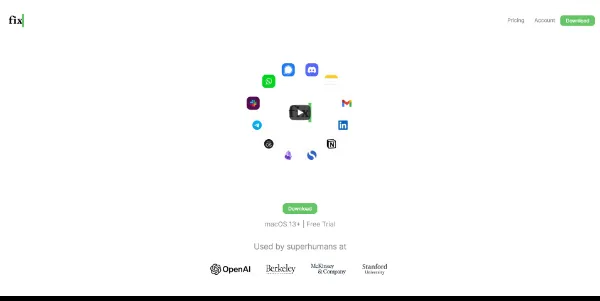 fix
Pricing
Account
Download
Download
macOS 13+ | Free Trial
Used by superhumans at
OpenAI
Berkeley
McKinsey
& Company
Stanford
University